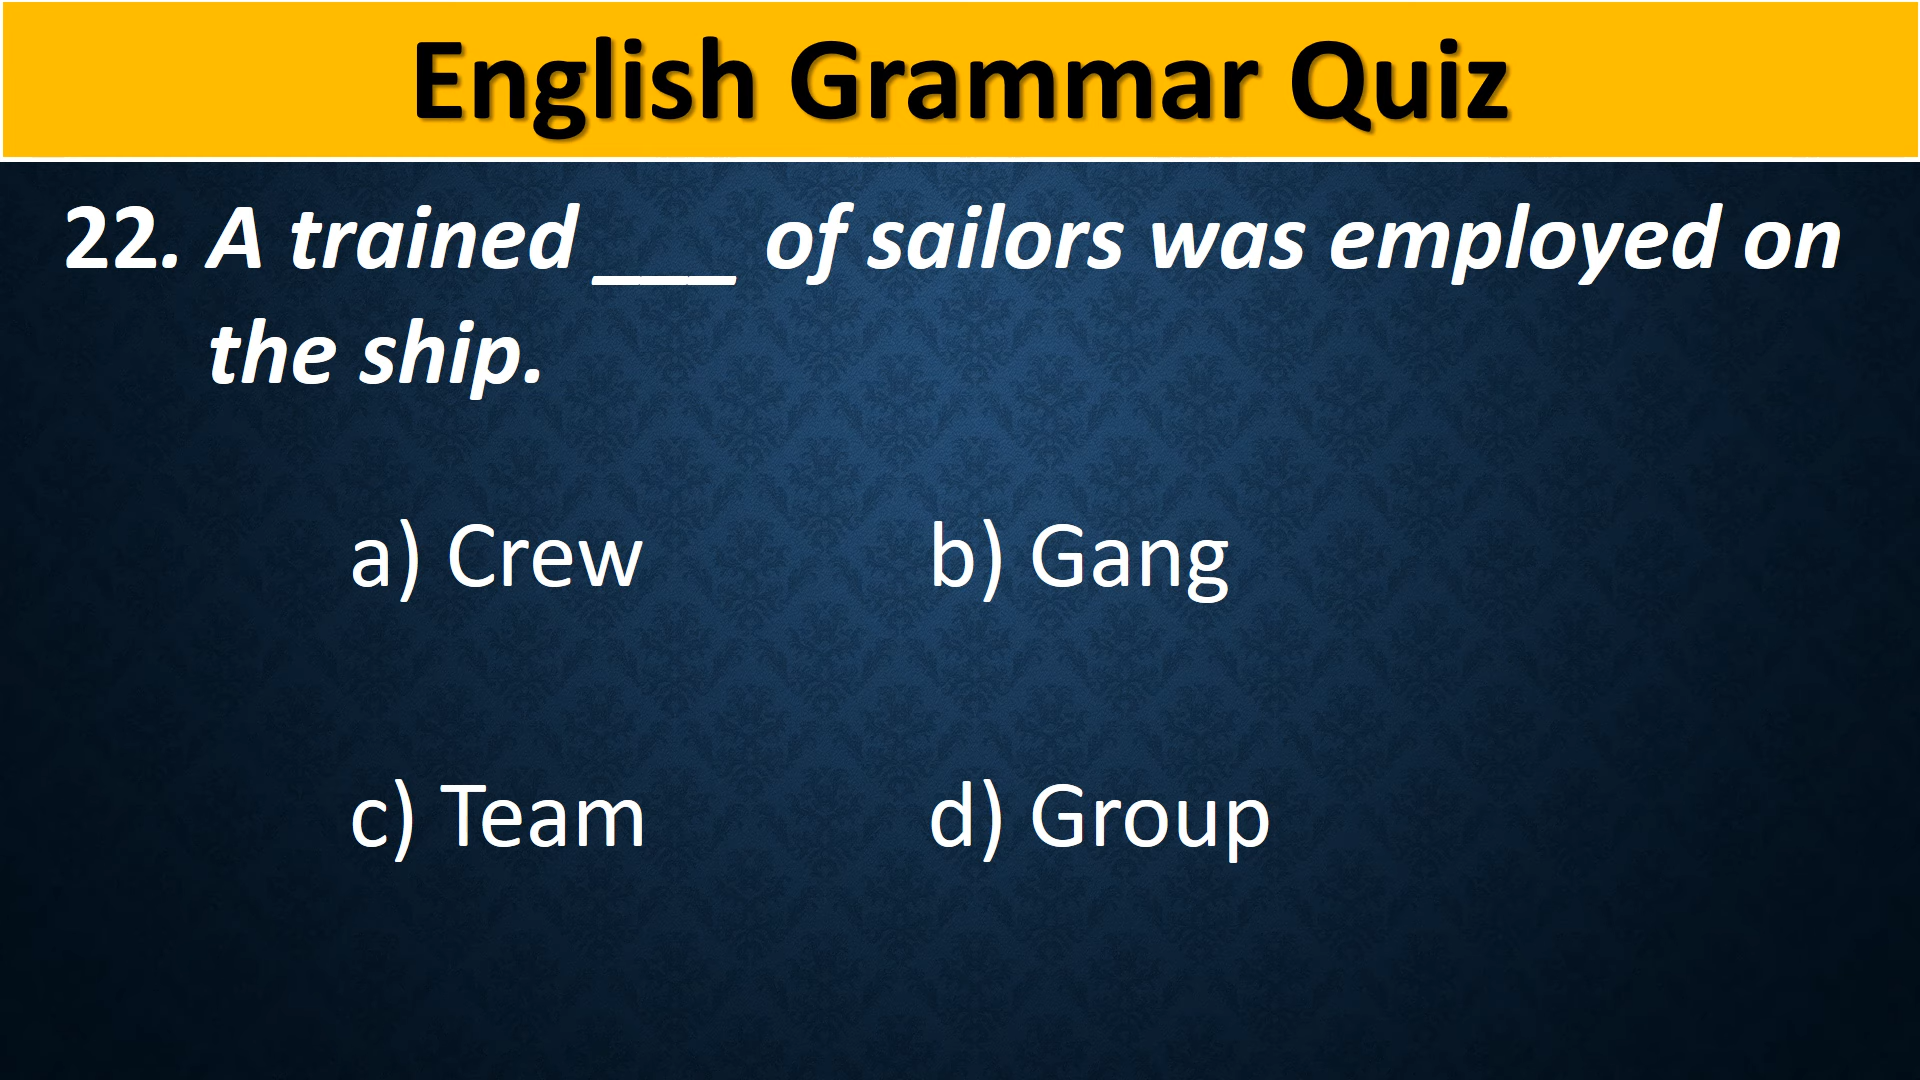 English Grammar Quiz
22. A trained ___ of sailors was employed on
the ship.
a) Crew b) Gang
c) Team d) Group